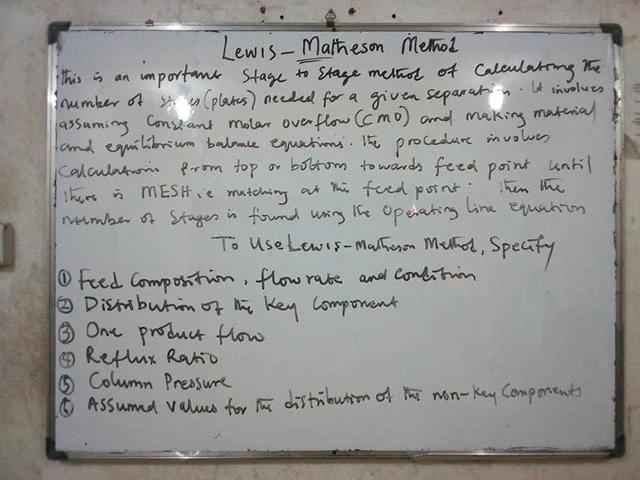 Lewis - Matheson Method
This is an important Stage to Stage method of Calculating the
number of stages (plates) needed for a given separation. It involves
assuming Constant molar overflow (CMO) and making material
and equilibrium balance equations. The procedure involves
Calculations from top or bottom towards feed point until
there is MESH i.e matching at the feed point. Then the
number of stages is found using the Operating line equation
To Use Lewis-Matheson Method, Specify
① Feed Composition, flow rate and Condition
② Distribution of the Key Component
③ One product flow
④ Reflux Ratio
⑤ Column Pressure
⑥ Assumed values for the distribution of the non-key Components